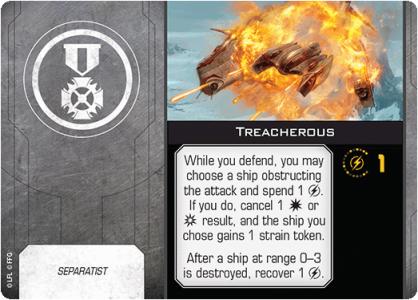 TREACHEROUS
While you defend, you may
choose a ship obstructing
the attack and spend 1
If you do, cancel 1 or
result, and the ship you
chose gains 1 strain token.
After a ship at range 0–3
is destroyed, recover 1
1
SEPARATIST
© LFL © FFG